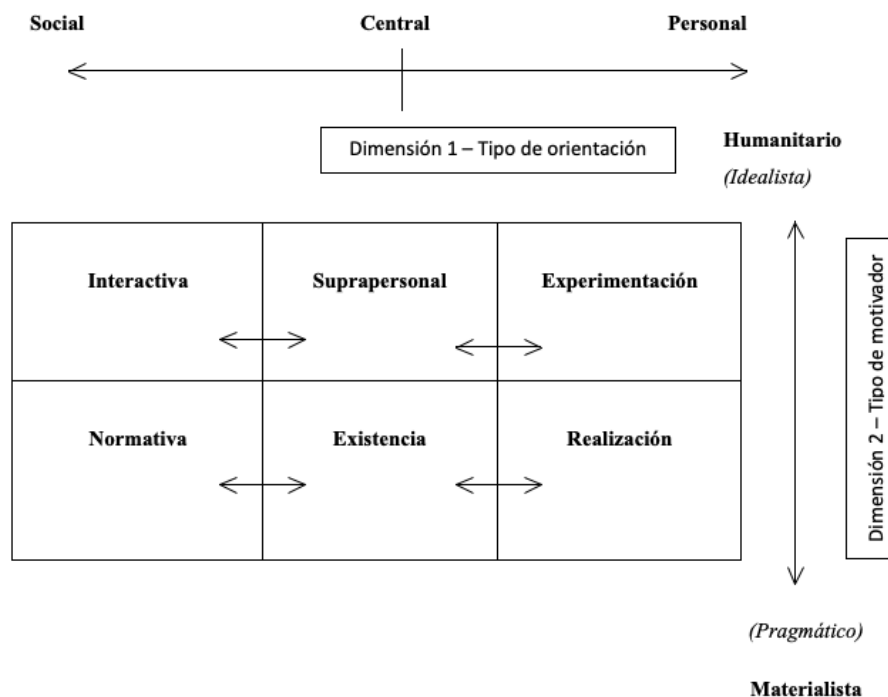 Social Central Personal
Dimensión 1 – Tipo de orientación
Humanitario
(Idealista)
Interactiva Suprapersonal Experimentación
Normativa Existencia Realización
Dimensión 2 – Tipo de motivador
(Pragmático)
Materialista